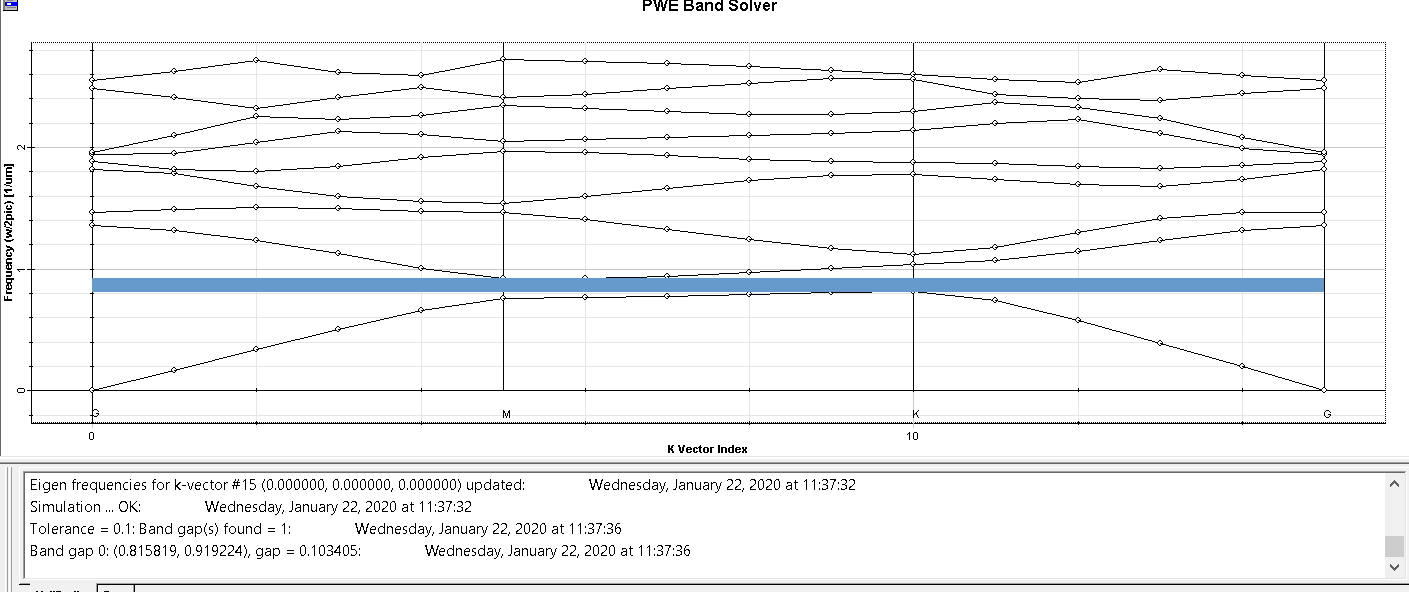 PWE Band Solver
Frequency (w/2pic) [1/um]
2
1
0
G M K G
0 10
K Vector Index
Eigen frequencies for k-vector #15 (0.000000, 0.000000, 0.000000) updated: Wednesday, January 22, 2020 at 11:37:32
Simulation ... OK: Wednesday, January 22, 2020 at 11:37:32
Tolerance = 0.1: Band gap(s) found = 1: Wednesday, January 22, 2020 at 11:37:36
Band gap 0: (0.815819, 0.919224), gap = 0.103405: Wednesday, January 22, 2020 at 11:37:36